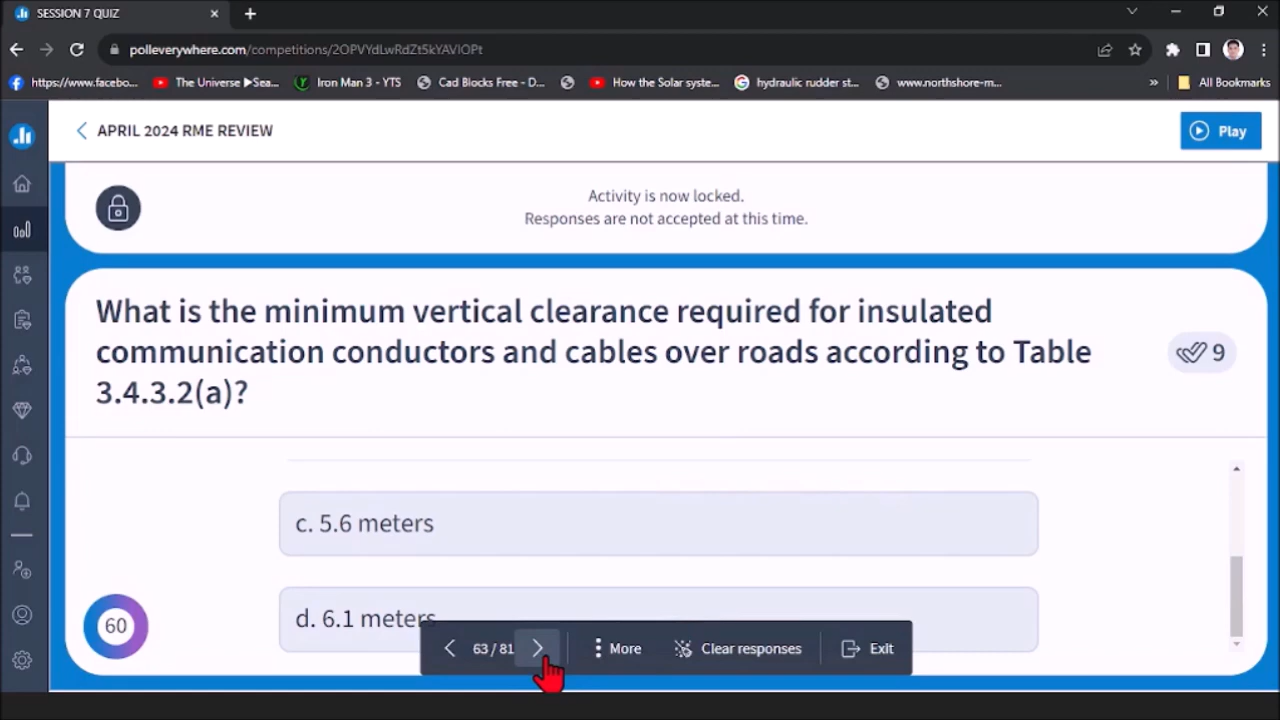 SESSION 7 QUIZ
polleverywhere.com/competitions/2OPVYdLwRdZt5kYAVIOPt
https://www.facebo... The Universe ▶Sea... Iron Man 3 - YTS Cad Blocks Free - D... How the Solar syste... hydraulic rudder st... www.northshore-m... » All Bookmarks
APRIL 2024 RME REVIEW
Play
Activity is now locked.
Responses are not accepted at this time.
What is the minimum vertical clearance required for insulated
communication conductors and cables over roads according to Table
3.4.3.2(a)?
9
c. 5.6 meters
d. 6.1 meters
60
63 / 81 More Clear responses Exit